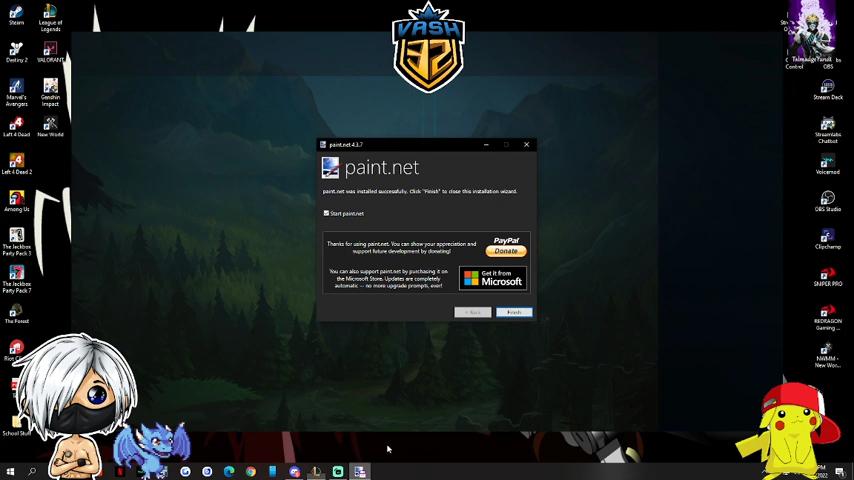 Steam
League of
Legends
VASH
32
Destiny 2
VALORANT
Marvel's
Avengers
Genshin
Impact
Left 4 Dead
New World
Left 4 Dead 2
Among Us
The Jackbox
Party Pack 3
The Jackbox
Party Pack 7
The Forest
School Stuff
paint.net 4.3.7
paint.net
paint.net was installed successfully. Click "Finish" to close this installation wizard.
Start paint.net
Thanks for using paint.net. You can show your appreciation and
support future development by donating!
PayPal
Donate
You can also support paint.net by purchasing it on
the Microsoft Store. Updates are completely
automatic -- no more upgrade prompts, ever!
Get it from
Microsoft
< Back
Finish
Control
OBS
Stream Deck
Streamlabs
Chatbot
Voicemod
OBS Studio
Clipchamp
SNIPER PRO
REDRAGON
Gaming ...
NWMM -
New Wor...